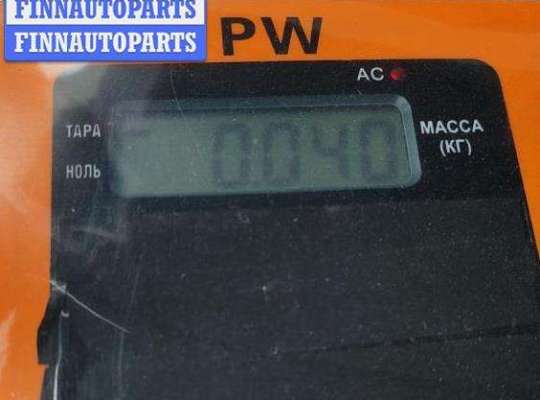 FINNAUTOPARTS
FINNAUTOPARTS
PW
AC
ТАРА
НОЛЬ
0.040
МАССА
(КГ)